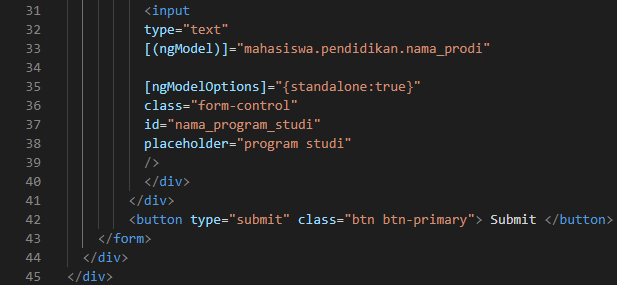 31 <input
32 type="text"
33 [(ngModel)]="mahasiswa.pendidikan.nama_prodi"
34
35 [ngModelOptions]="{standalone:true}"
36 class="form-control"
37 id="nama_program_studi"
38 placeholder="program studi"
39 />
40 </div>
41 </div>
42 <button type="submit" class="btn btn-primary"> Submit </button>
43 </form>
44 </div>
45 </div>